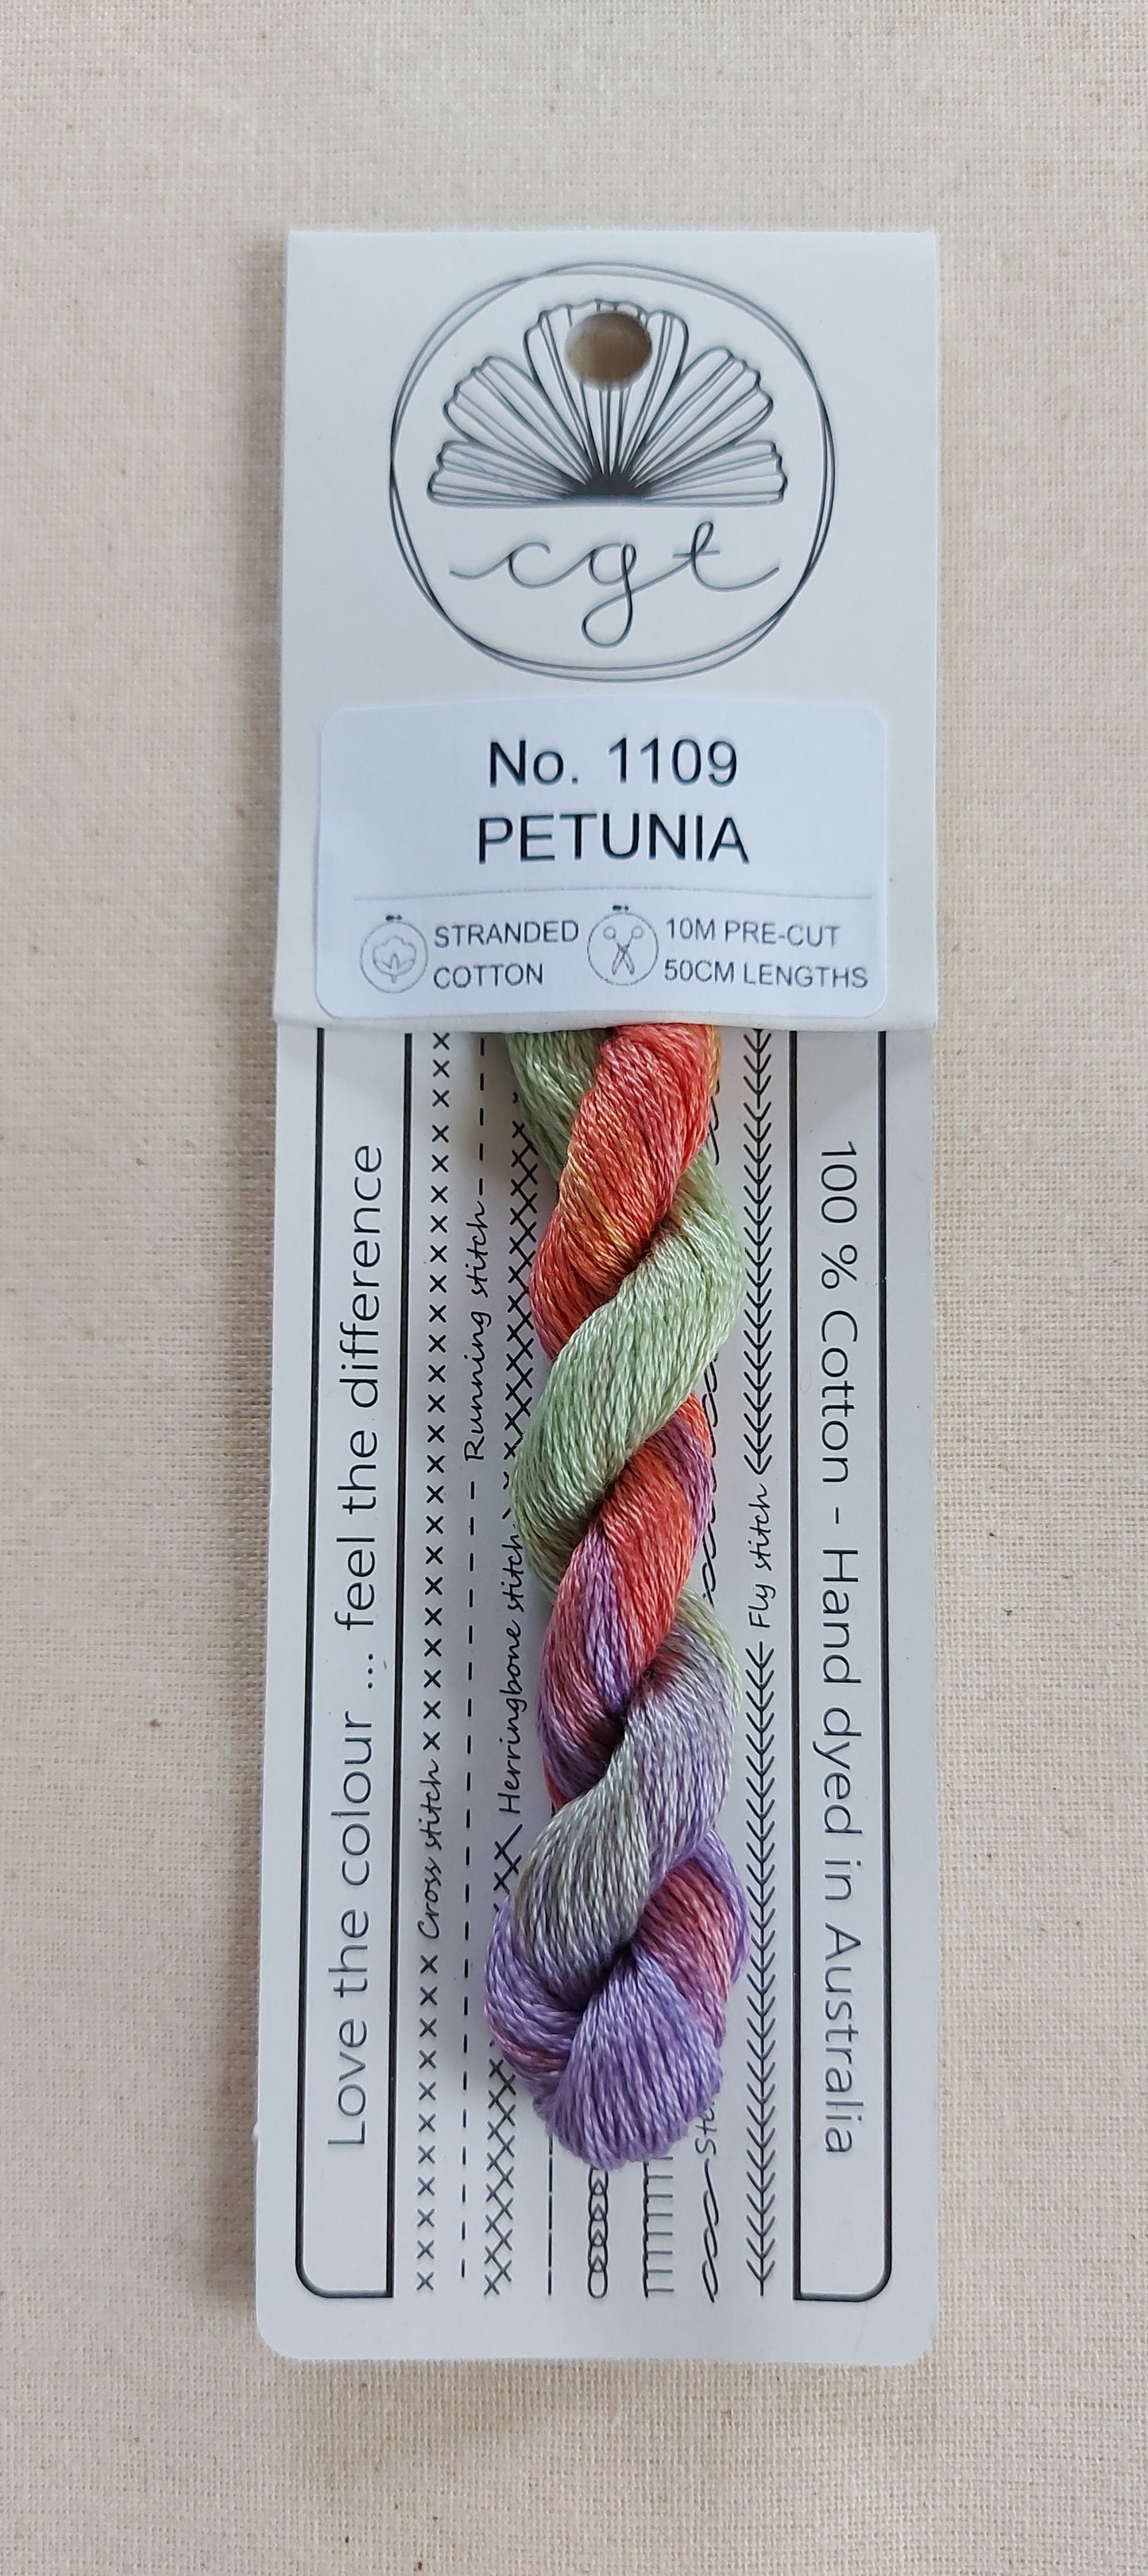 cgt
No. 1109
PETUNIA
STRANDED
COTTON
10M PRE-CUT
50CM LENGTHS
Love the colour ... feel the difference
Cross stitch
Running stitch
Herringbone stitch
Fly stitch
100 % Cotton - Hand dyed in Australia